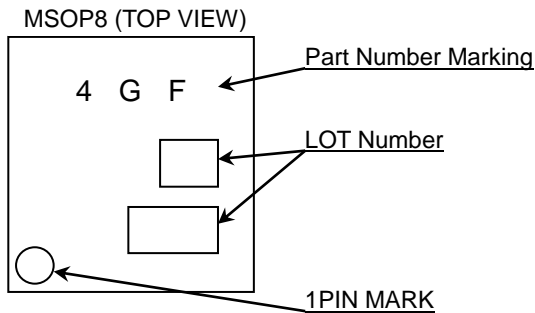 MSOP8 (TOP VIEW)
Part Number Marking
4 G F
LOT Number
1PIN MARK